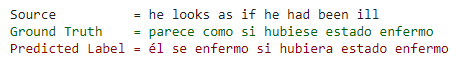 Source          = he looks as if he had been ill
Ground Truth    = parece como si hubiese estado enfermo
Predicted Label = él se enfermo si hubiera estado enfermo